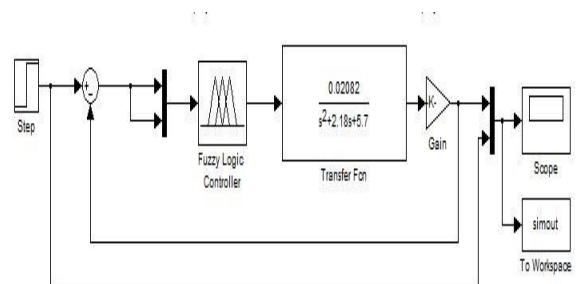 Step
+
-
Fuzzy Logic
Controller
0.02082
s²+2.18s+5.7
Transfer Fcn
K-
Gain
Scope
simout
To Workspace